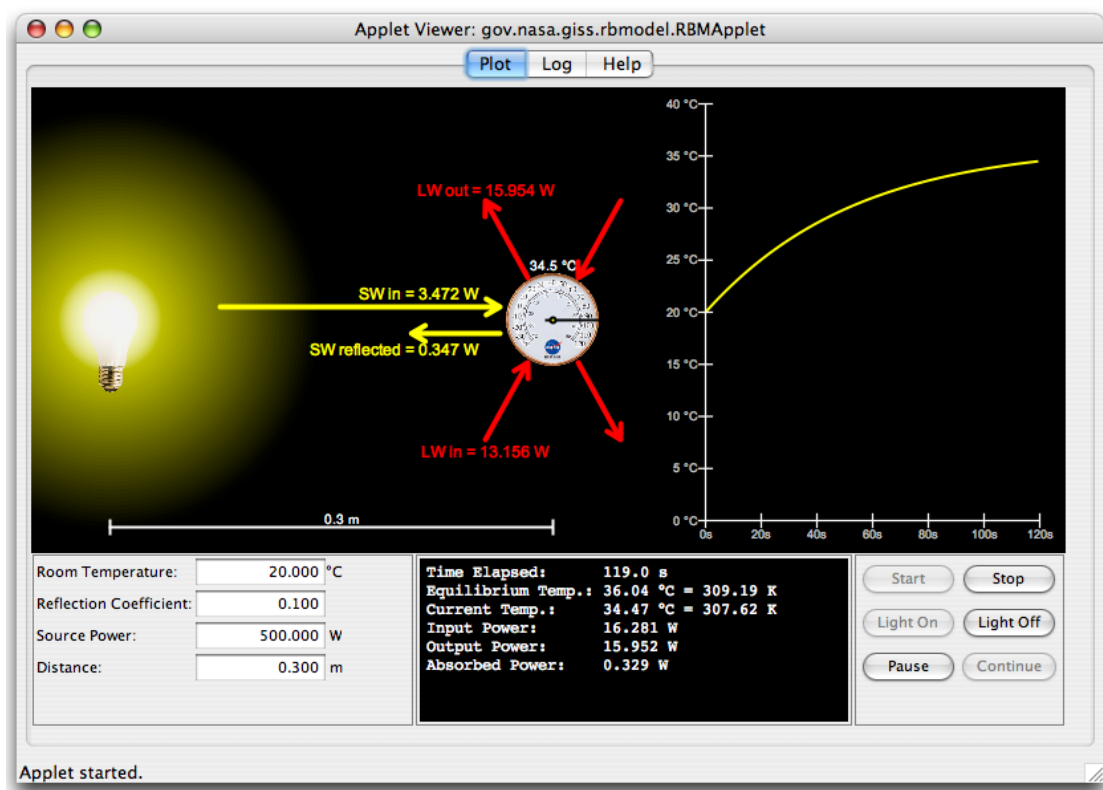 Applet Viewer: gov.nasa.giss.rbmodel.RBMApplet
Plot Log Help
LW out = 15.954 W
34.5 °C
SW in = 3.472 W
SW reflected = 0.347 W
LW in = 13.156 W
0.3 m
40 °C
35 °C
30 °C
25 °C
20 °C
15 °C
10 °C
5 °C
0 °C
0s 20s 40s 60s 80s 100s 120s
Room Temperature: 20.000 °C
Reflection Coefficient: 0.100
Source Power: 500.000 W
Distance: 0.300 m
Time Elapsed: 119.0 s
Equilibrium Temp.: 36.04 °C = 309.19 K
Current Temp.: 34.47 °C = 307.62 K
Input Power: 16.281 W
Output Power: 15.952 W
Absorbed Power: 0.329 W
Start Stop
Light On Light Off
Pause Continue
Applet started.